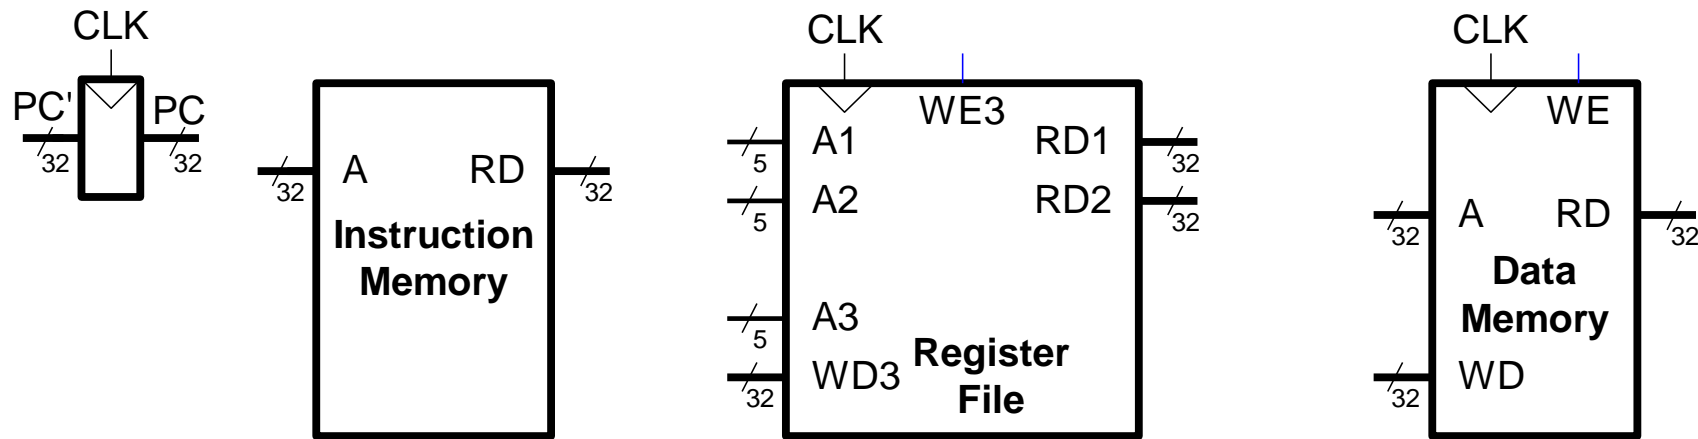 CLK
PC'
PC
32
32
A
RD
32
32
Instruction
Memory
CLK
WE3
A1
RD1
5
32
A2
RD2
5
32
A3
5
WD3
32
Register
File
CLK
WE
A
RD
32
32
Data
Memory
WD
32